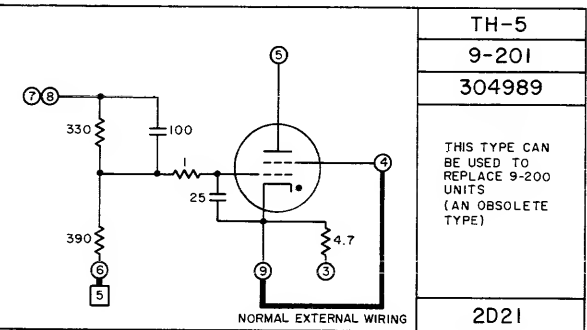 TH-5
9-201
304989
THIS TYPE CAN
BE USED TO
REPLACE 9-200
UNITS
(AN OBSOLETE
TYPE)
2D21
5
7 8
330
100
1
4
25
390
4.7
6
9
3
5
NORMAL EXTERNAL WIRING